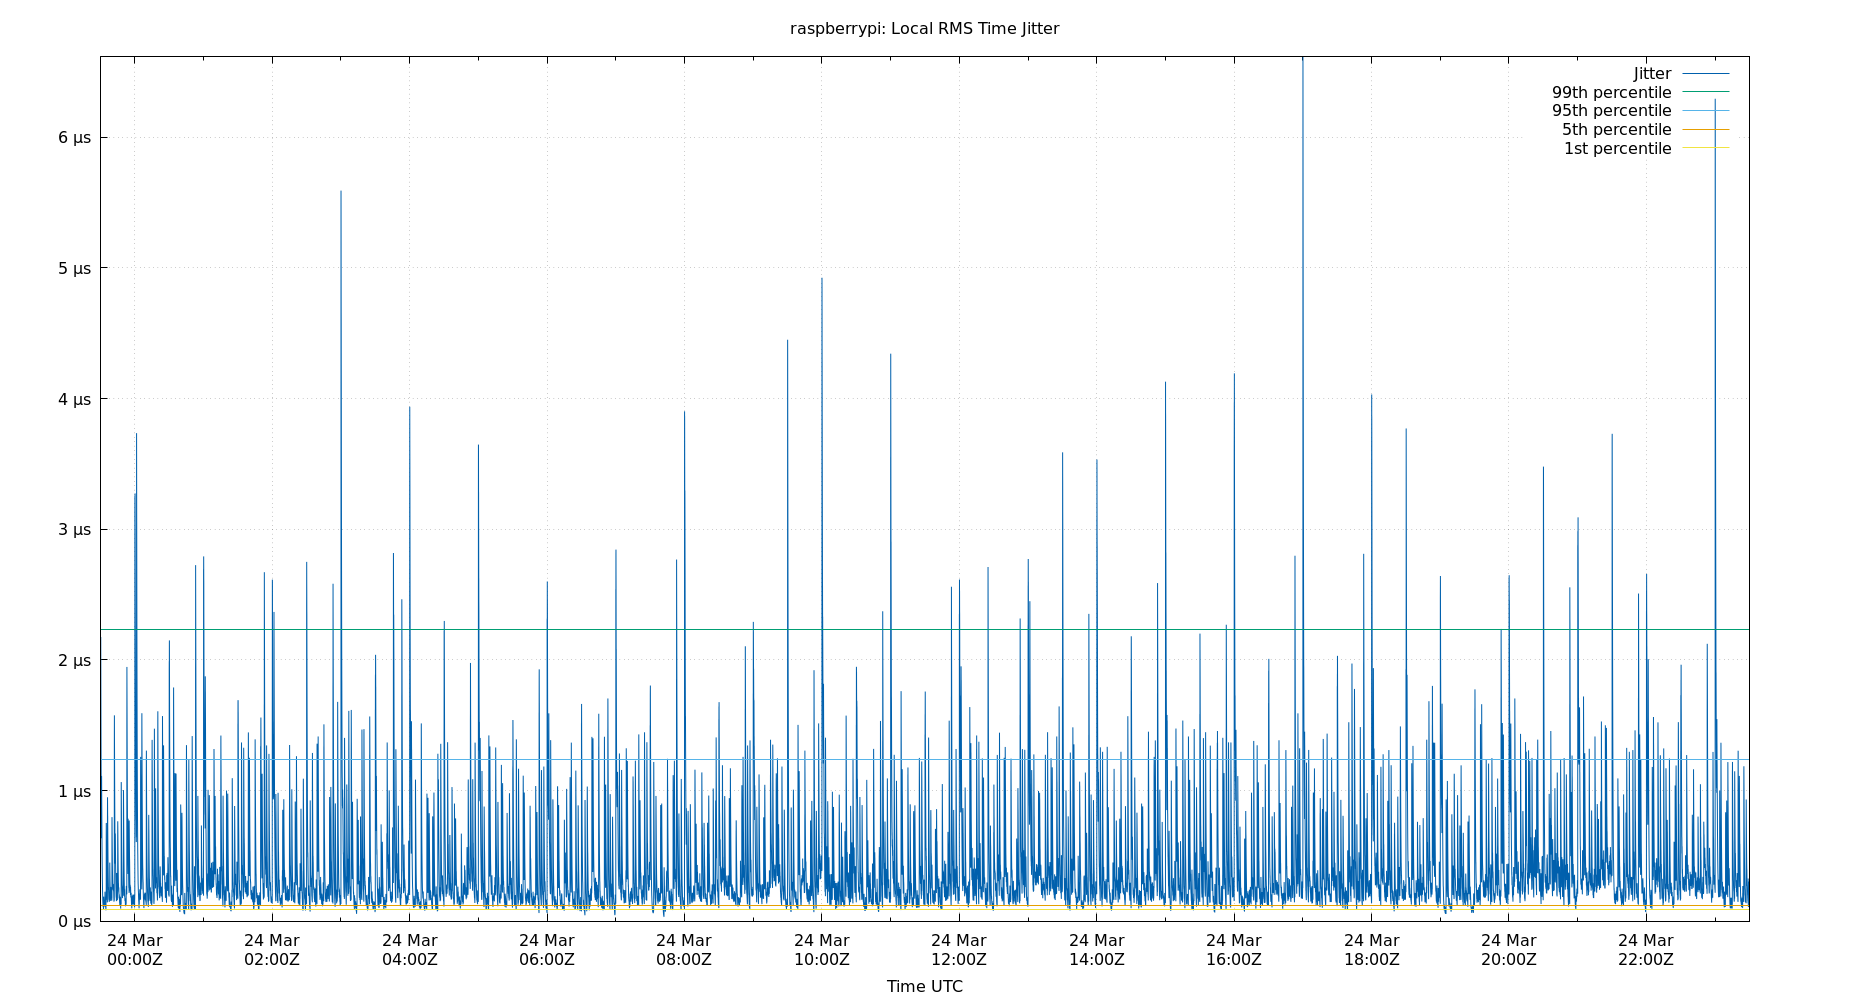 raspberrypi: Local RMS Time Jitter
Jitter
99th percentile
95th percentile
5th percentile
1st percentile
6 µs
5 µs
4 µs
3 µs
2 µs
1 µs
0 µs
24 Mar 24 Mar 24 Mar 24 Mar 24 Mar 24 Mar 24 Mar 24 Mar 24 Mar 24 Mar 24 Mar 24 Mar
00:00Z 02:00Z 04:00Z 06:00Z 08:00Z 10:00Z 12:00Z 14:00Z 16:00Z 18:00Z 20:00Z 22:00Z
Time UTC